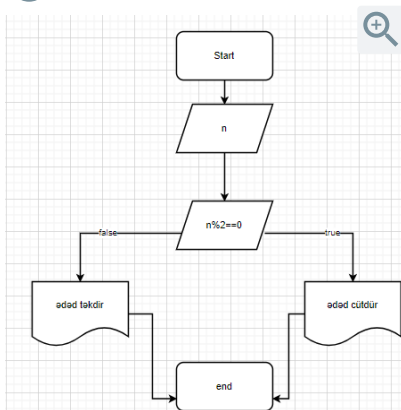 Start
n
n%2==0
false
true
ədəd təkdir
ədəd cütdür
end